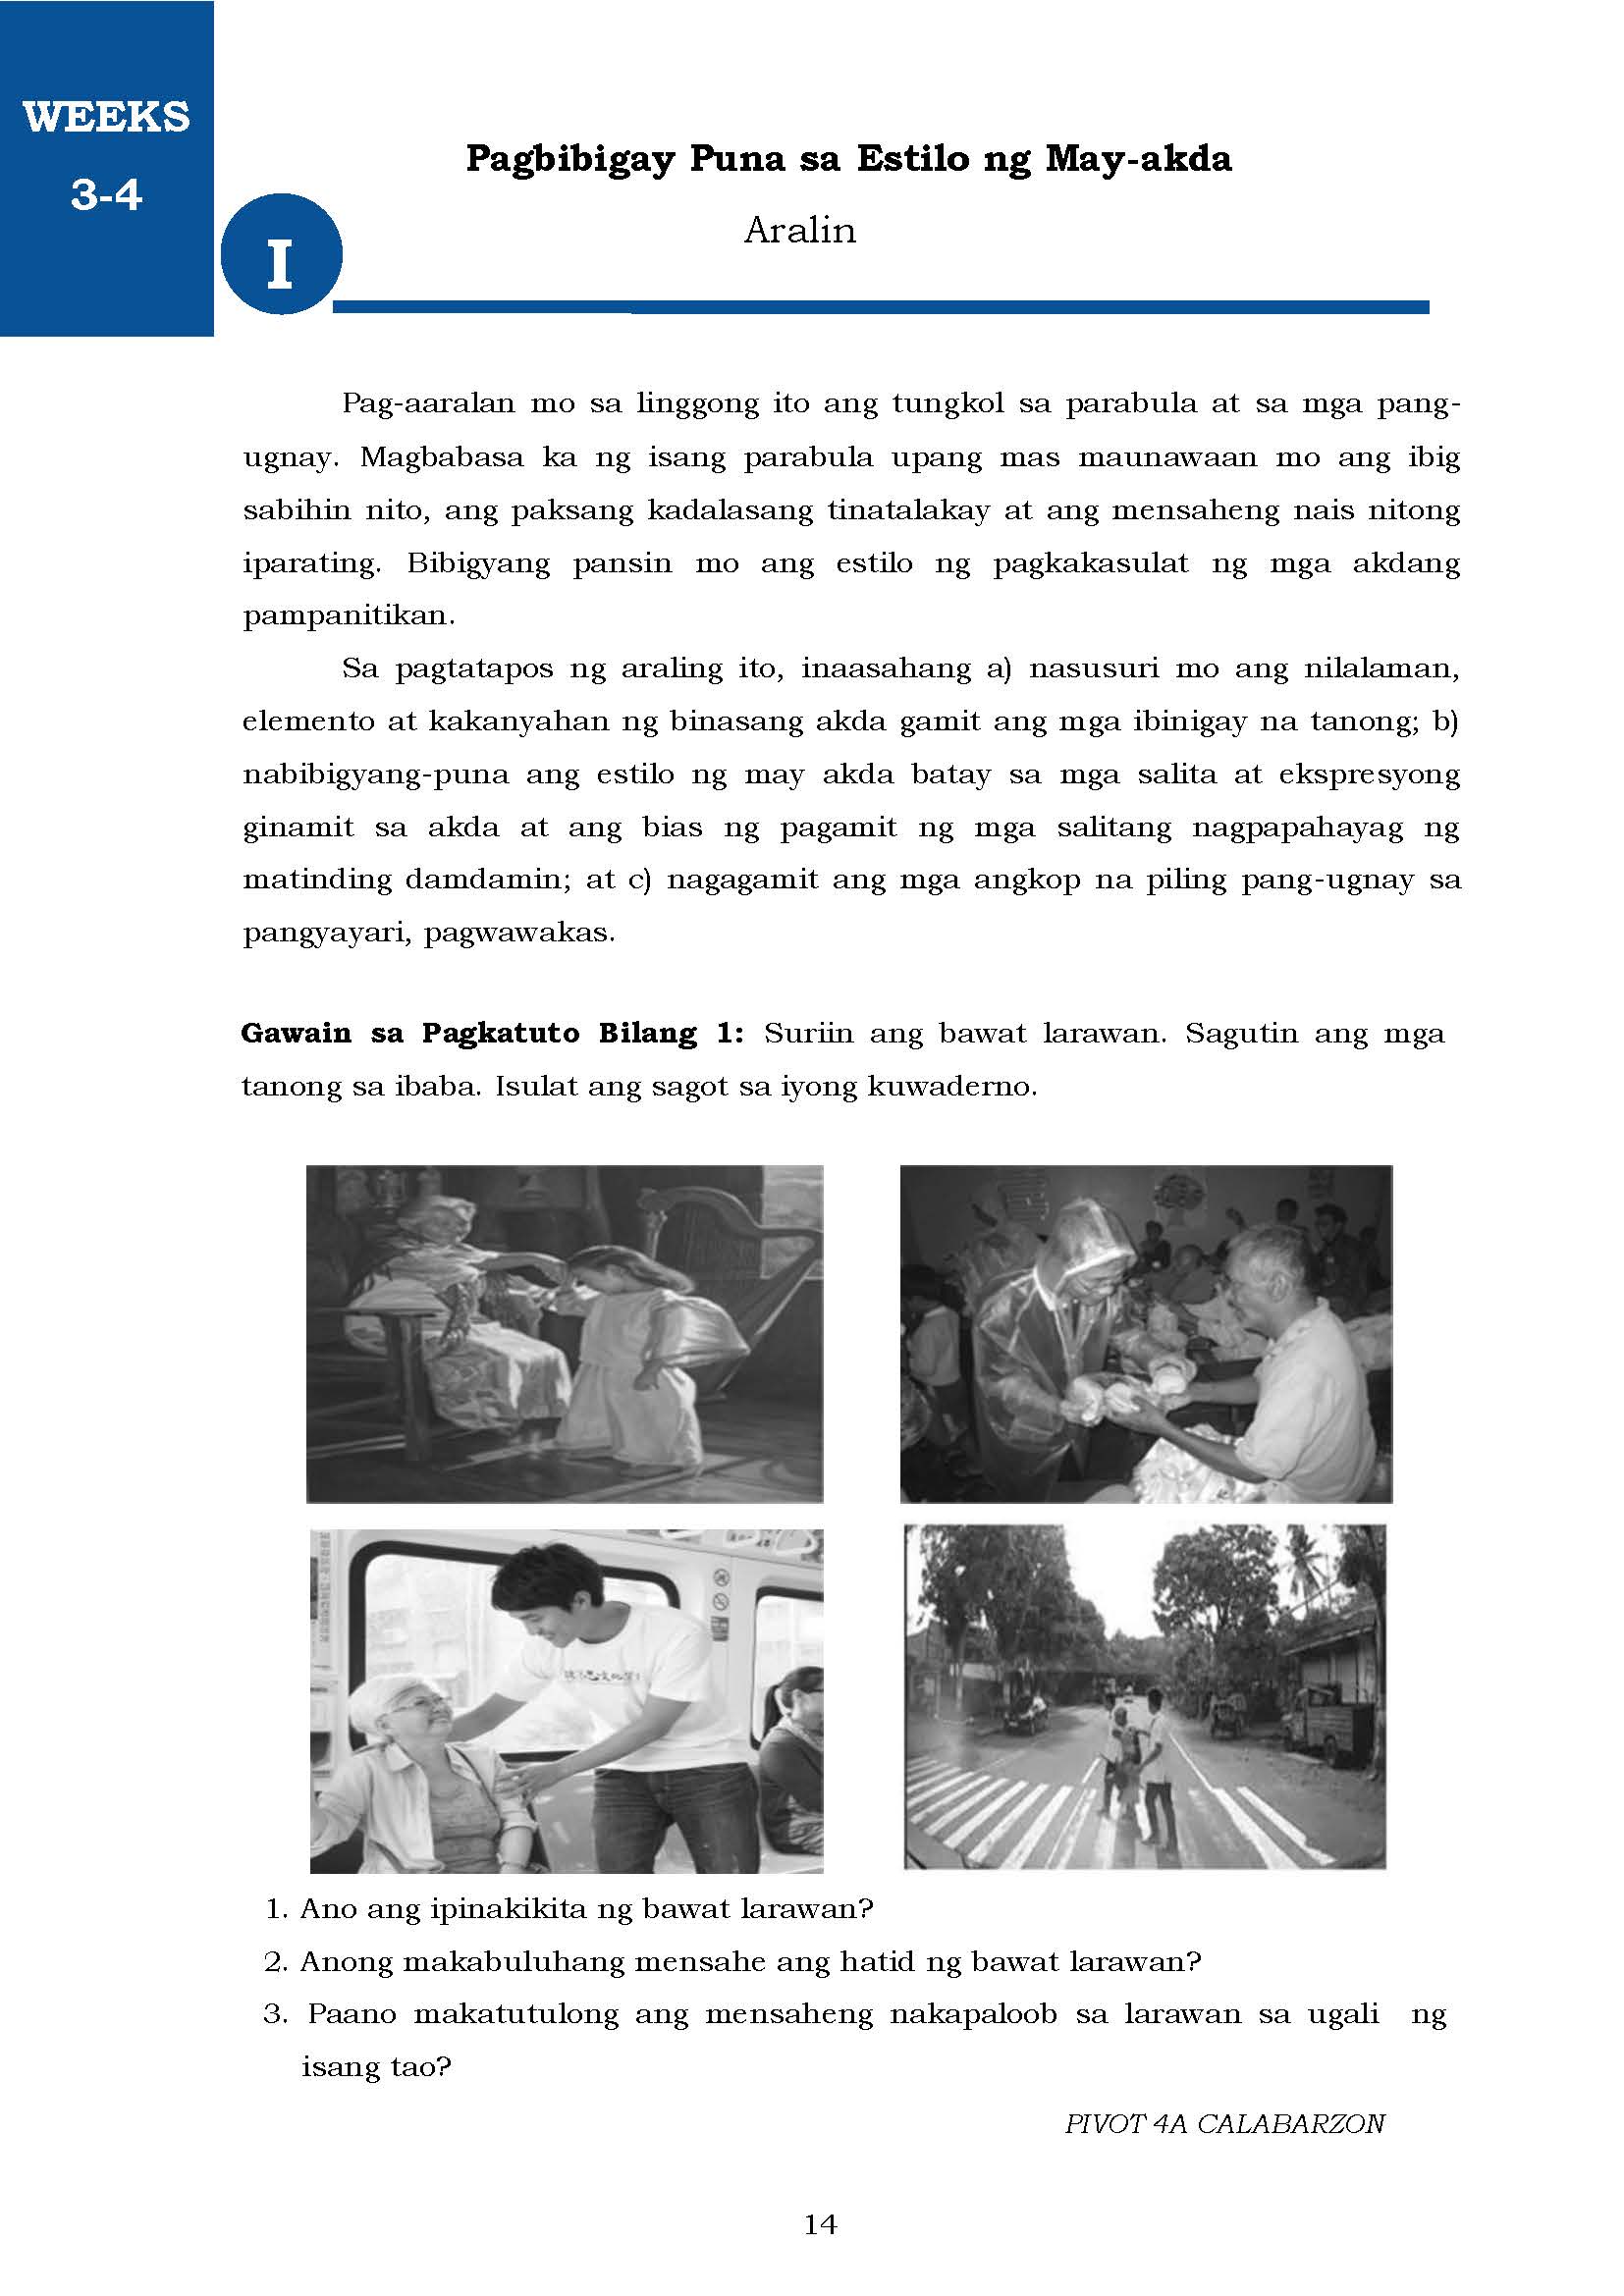 WEEKS
3-4
Pagbibigay Puna sa Estilo ng May-akda
Aralin
I
Pag-aaralan mo sa linggong ito ang tungkol sa parabula at sa mga pang-
ugnay. Magbabasa ka ng isang parabula upang mas maunawaan mo ang ibig
sabihin nito, ang paksang kadalasang tinatalakay at ang mensaheng nais nitong
iparating. Bibigyang pansin mo ang estilo ng pagkakasulat ng mga akdang
pampanitikan.
Sa pagtatapos ng araling ito, inaasahang a) nasusuri mo ang nilalaman,
elemento at kakanyahan ng binasang akda gamit ang mga ibinigay na tanong; b)
nabibigyang-puna ang estilo ng may akda batay sa mga salita at ekspresyong
ginamit sa akda at ang bias ng pagamit ng mga salitang nagpapahayag ng
matinding damdamin; at c) nagagamit ang mga angkop na piling pang-ugnay sa
pangyayari, pagwawakas.
Gawain sa Pagkatuto Bilang 1: Suriin ang bawat larawan. Sagutin ang mga
tanong sa ibaba. Isulat ang sagot sa iyong kuwaderno.
1. Ano ang ipinakikita ng bawat larawan?
2. Anong makabuluhang mensahe ang hatid ng bawat larawan?
3. Paano makatutulong ang mensaheng nakapaloob sa larawan sa ugali ng
isang tao?
PIVOT 4A CALABARZON
14